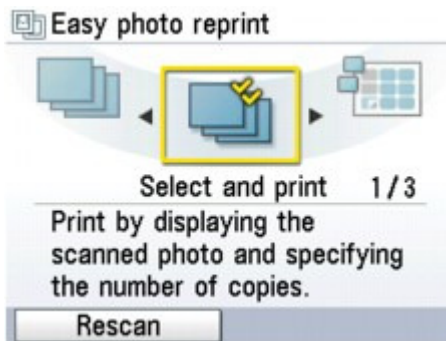 Easy photo reprint
Select and print 1/3
Print by displaying the
scanned photo and specifying
the number of copies.
Rescan